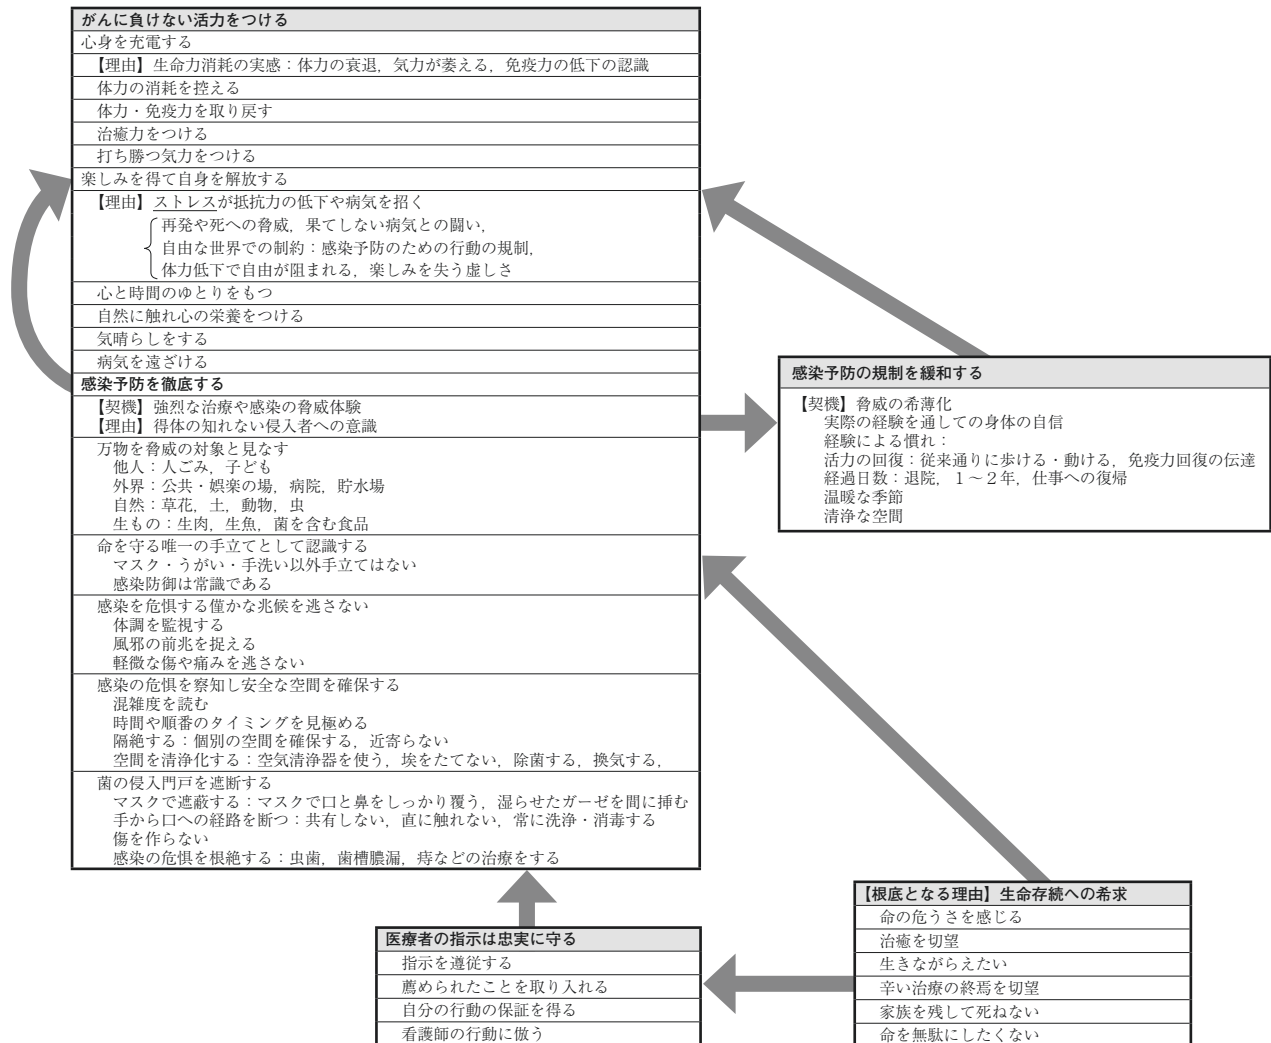 がんに負けない活力をつける
心身を充電する
【理由】生命力消耗の実感：体力の衰退，気力が萎える，免疫力の低下の認識
体力の消耗を控える
体力・免疫力を取り戻す
治癒力をつける
打ち勝つ気力をつける
楽しみを得て自身を解放する
【理由】ストレスが抵抗力の低下や病気を招く
再発や死への脅威，果てしない病気との闘い，
自由な世界での制約：感染予防のための行動の規制，
体力低下で自由が阻まれる，楽しみを失う虚しさ
心と時間のゆとりをもつ
自然に触れ心の栄養をつける
気晴らしをする
病気を遠ざける
感染予防を徹底する
【契機】強烈な治療や感染の脅威体験
【理由】得体の知れない侵入者への意識
万物を脅威の対象と見なす
他人：人ごみ，子ども
外界：公共・娯楽の場，病院，貯水場
自然：草花，土，動物，虫
生もの：生肉，生魚，菌を含む食品
命を守る唯一の手立てとして認識する
マスク・うがい・手洗い以外手立てはない
感染防御は常識である
感染を危惧する僅かな兆候を逃さない
体調を監視する
風邪の前兆を捉える
軽微な傷や痛みを逃さない
感染の危惧を察知し安全な空間を確保する
混雑度を読む
時間や順番のタイミングを見極める
隔絶する：個別の空間を確保する，近寄らない
空間を清浄化する：空気清浄器を使う，埃をたてない，除菌する，換気する，
菌の侵入門戸を遮断する
マスクで遮蔽する：マスクで口と鼻をしっかり覆う，湿らせたガーゼを間に挿む
手から口への経路を断つ：共有しない，直に触れない，常に洗浄・消毒する
傷を作らない
感染の危惧を根絶する：虫歯，歯槽膿漏，痔などの治療をする
感染予防の規制を緩和する
【契機】脅威の希薄化
実際の経験を通しての身体の自信
経験による慣れ：
活力の回復：従来通りに歩ける・動ける，免疫力回復の伝達
経過日数：退院，１〜２年，仕事への復帰
温暖な季節
清浄な空間
医療者の指示は忠実に守る
指示を遵従する
薦められたことを取り入れる
自分の行動の保証を得る
看護師の行動に倣う
【根底となる理由】生命存続への希求
命の危うさを感じる
治癒を切望
生きながらえたい
辛い治療の終焉を切望
家族を残して死ねない
命を無駄にしたくない